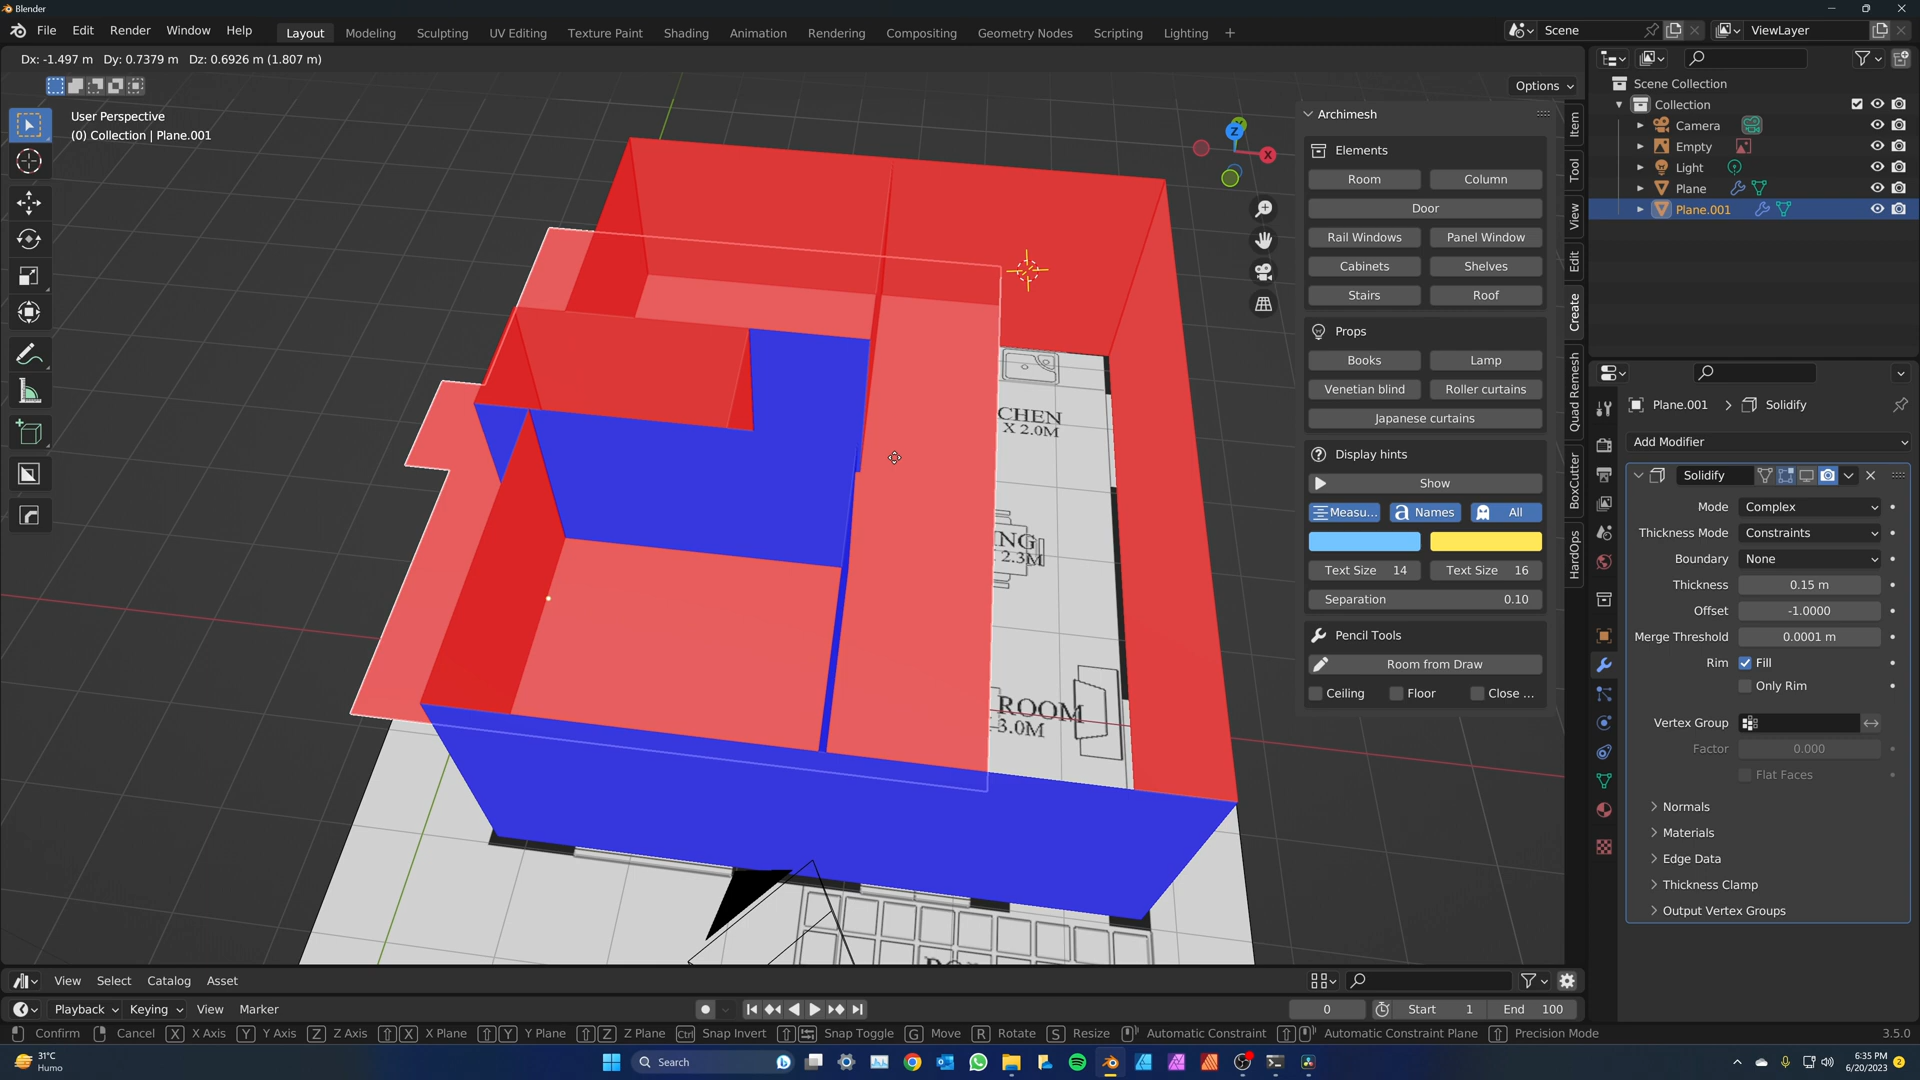 Blender
File Edit Render Window Help
Layout Modeling Sculpting UV Editing Texture Paint Shading Animation Rendering Compositing Geometry Nodes Scripting Lighting +
Scene
ViewLayer
Dx: -1.497 m Dy: 0.7379 m Dz: 0.6926 m (1.807 m)
Options
User Perspective
(0) Collection | Plane.001
Z
X
CHEN
X 2.0M
NG
2.3M
ROOM
3.0M
Archimesh
Elements
Room Column
Door
Rail Windows Panel Window
Cabinets Shelves
Stairs Roof
Props
Books Lamp
Venetian blind Roller curtains
Japanese curtains
Display hints
Show
Measu... Names All
Text Size 14 Text Size 16
Separation 0.10
Pencil Tools
Room from Draw
Ceiling Floor Close ...
Item
Tool
View
Edit
Create
Quad Remesh
BoxCutter
HardOps
Scene Collection
Collection
Camera
Empty
Light
Plane
Plane.001
Plane.001 > Solidify
Add Modifier
Solidify
Mode Complex
Thickness Mode Constraints
Boundary None
Thickness 0.15 m
Offset -1.0000
Merge Threshold 0.0001 m
Rim Fill
Only Rim
Vertex Group
Factor 0.000
Flat Faces
Normals
Materials
Edge Data
Thickness Clamp
Output Vertex Groups
View Select Catalog Asset
Playback Keying View Marker
0 Start 1 End 100
Confirm Cancel X X Axis Y Y Axis Z Z Axis X X Plane Y Y Plane Z Z Plane Ctrl Snap Invert Snap Toggle G Move R Rotate S Resize Automatic Constraint Automatic Constraint Plane Precision Mode
3.5.0
31°C
Humo
Search
6:35 PM
6/20/2023
2